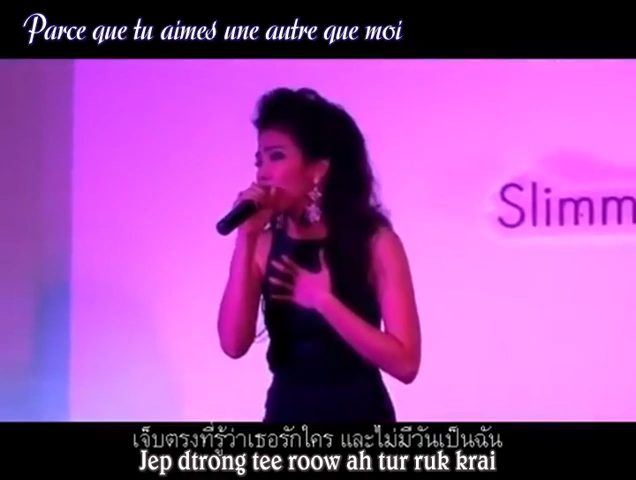 Parce que tu aimes une autre que moi
Slimm
เจ็บตรงที่รู้ว่าเธอรักใคร และไม่มีวันเป็นฉัน
Jep dtrong tee roow ah tur ruk krai